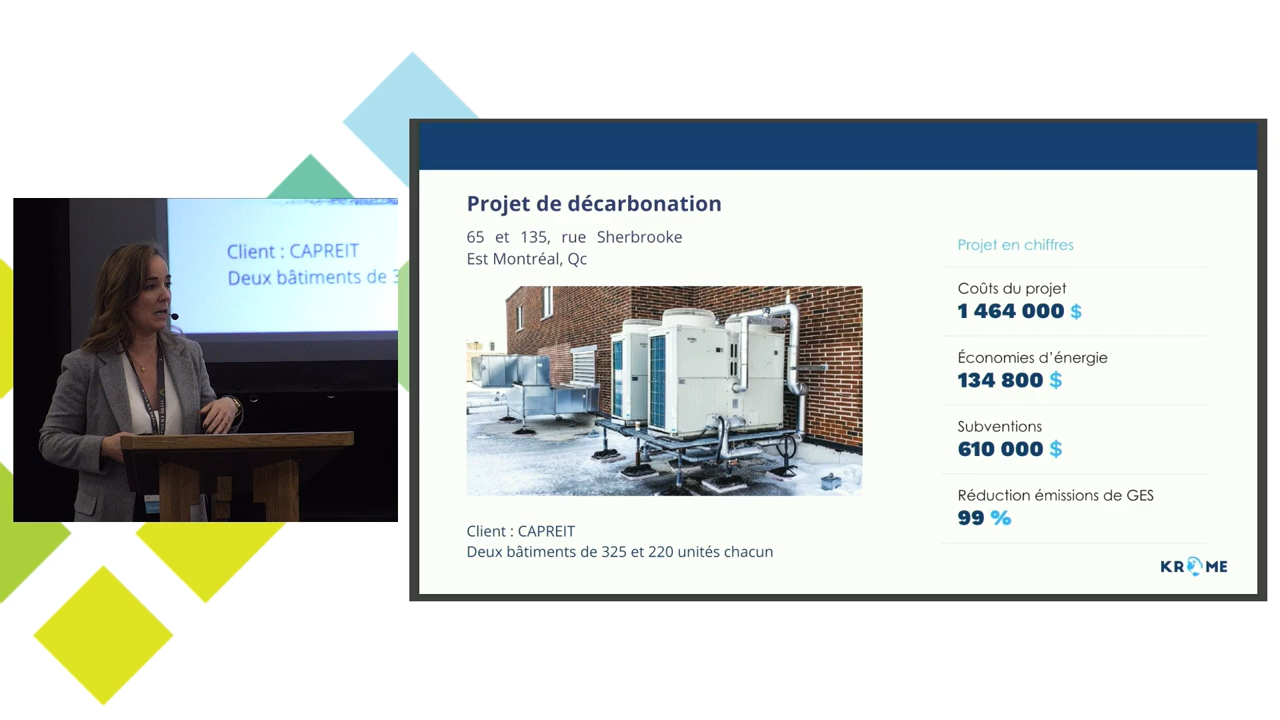 Client : CAPREIT
Deux bâtiments de 3
Projet de décarbonation
65 et 135, rue Sherbrooke
Est Montréal, Qc
Client : CAPREIT
Deux bâtiments de 325 et 220 unités chacun
Projet en chiffres
Coûts du projet
1 464 000 $
Économies d'énergie
134 800 $
Subventions
610 000 $
Réduction émissions de GES
99 %
KROME